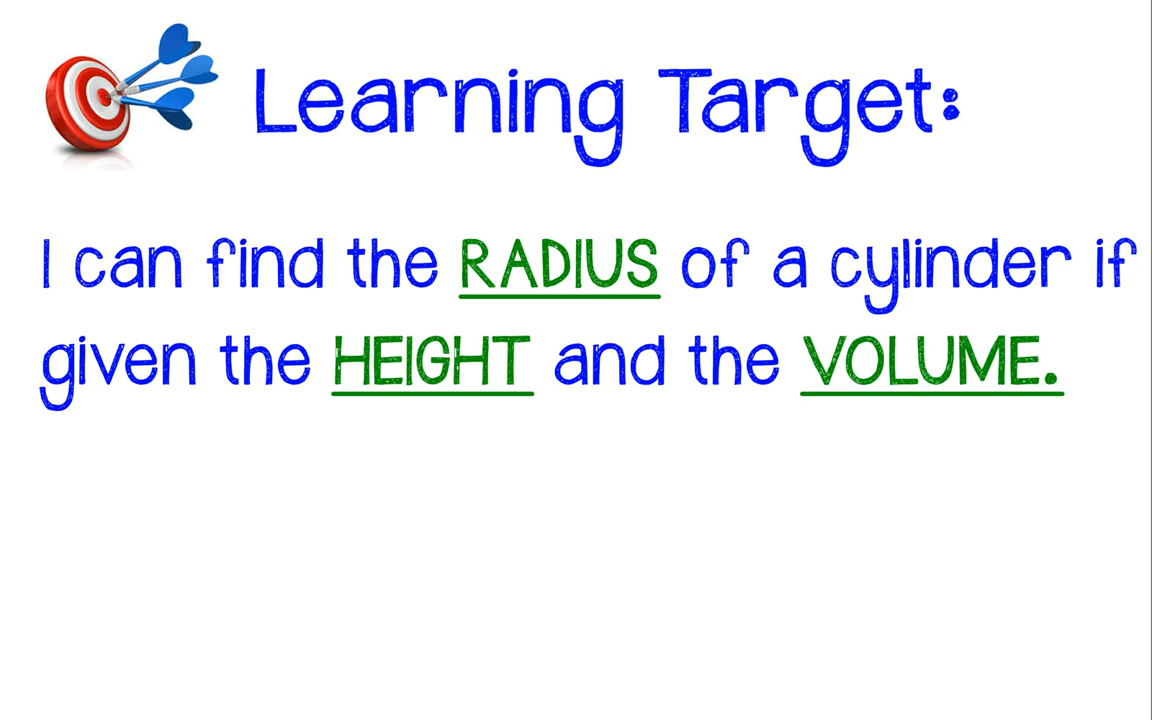 Learning Target:
I can find the RADIUS of a cylinder if
given the HEIGHT and the VOLUME.